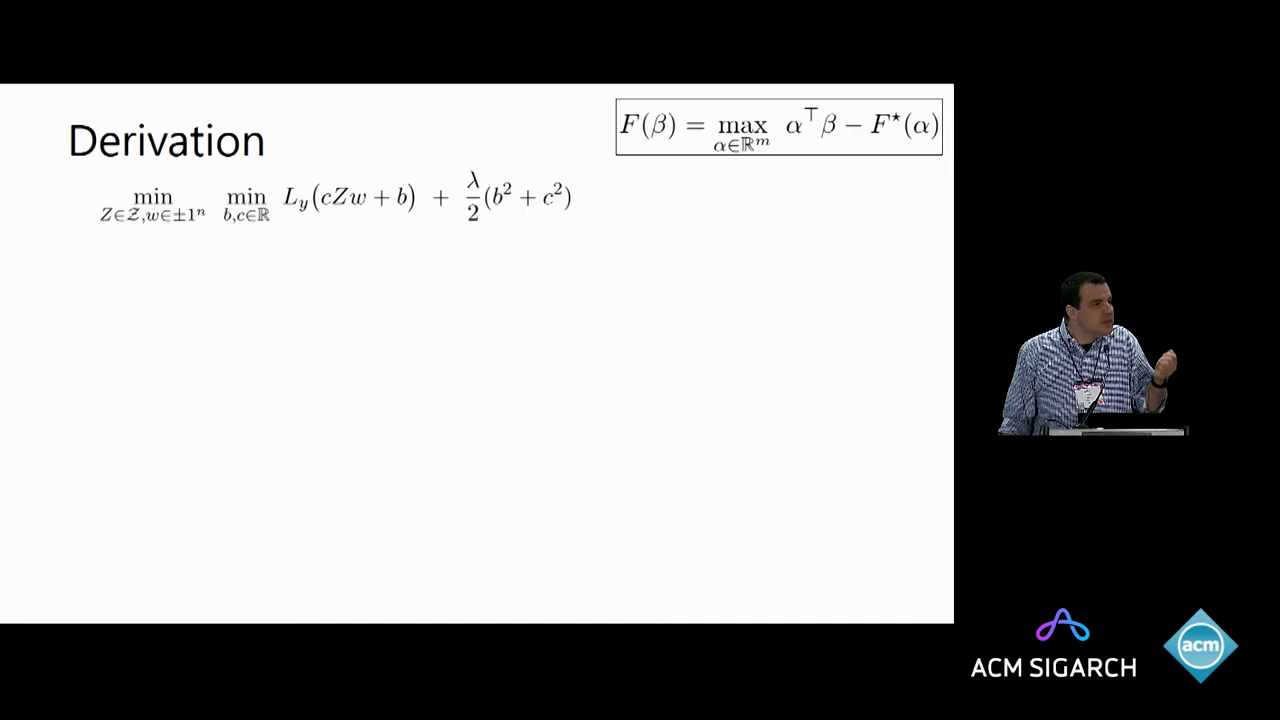 Derivation
F(β) = max_{α∈ℝ^m} α^⊤β − F^⋆(α)
min_{Z∈𝒵,w∈±1^n} min_{b,c∈ℝ} L_y(cZw + b) + λ/2 (b² + c²)
ACM SIGARCH
acm